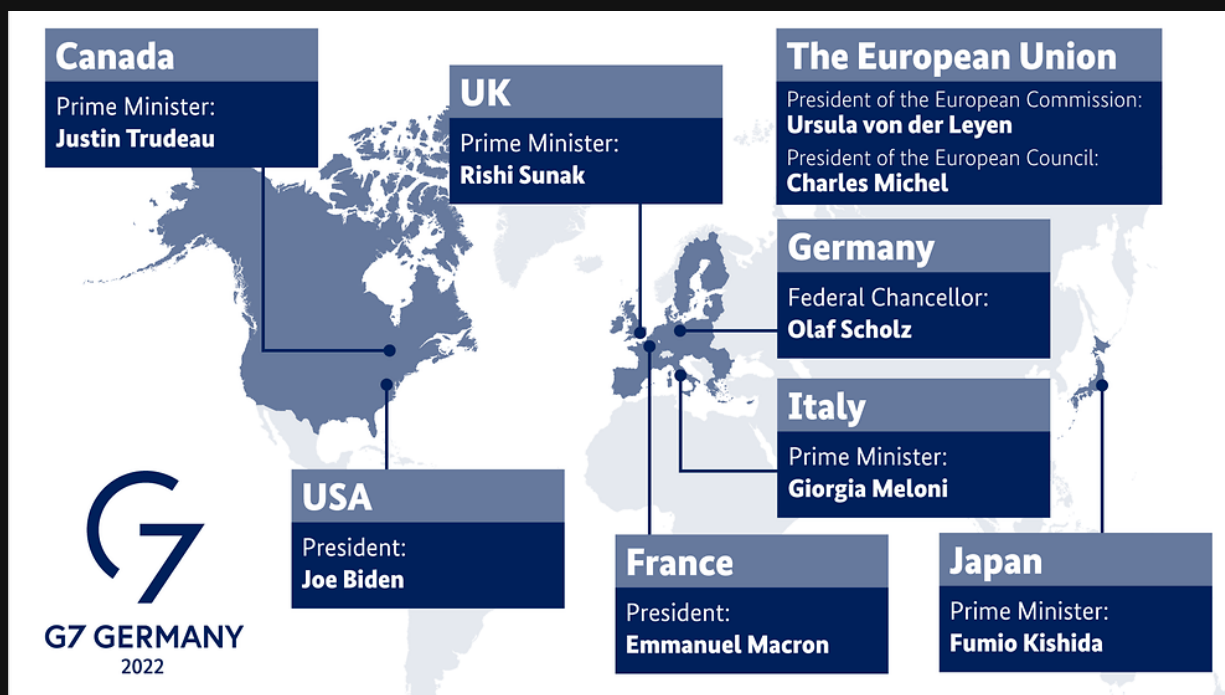 Canada
Prime Minister:
Justin Trudeau
UK
Prime Minister:
Rishi Sunak
The European Union
President of the European Commission:
Ursula von der Leyen
President of the European Council:
Charles Michel
Germany
Federal Chancellor:
Olaf Scholz
Italy
Prime Minister:
Giorgia Meloni
USA
President:
Joe Biden
France
President:
Emmanuel Macron
Japan
Prime Minister:
Fumio Kishida
G7
G7 GERMANY
2022